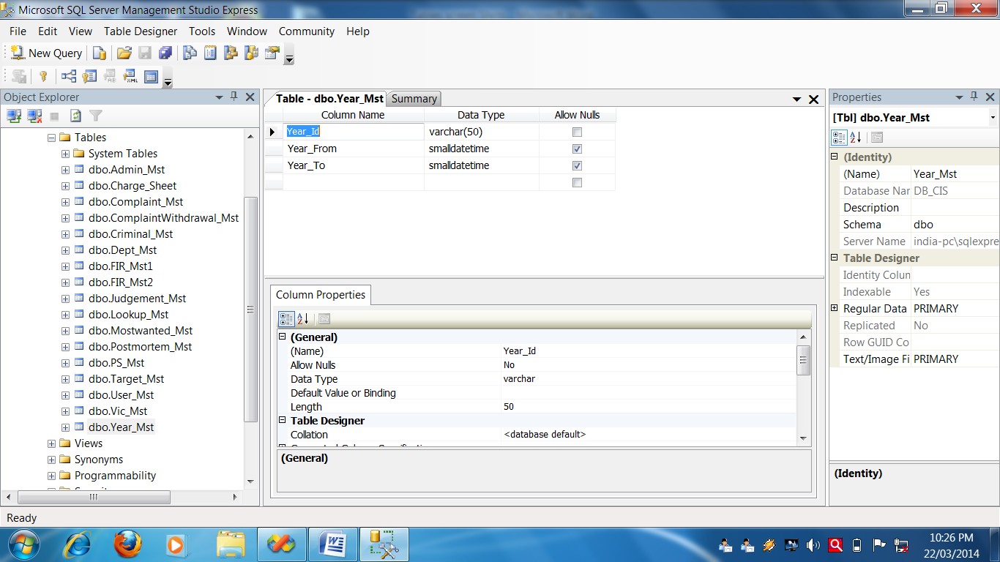 Microsoft SQL Server Management Studio Express
File Edit View Table Designer Tools Window Community Help
New Query
Object Explorer
Tables
System Tables
dbo.Admin_Mst
dbo.Charge_Sheet
dbo.Complaint_Mst
dbo.ComplaintWithdrawal_Mst
dbo.Criminal_Mst
dbo.Dept_Mst
dbo.FIR_Mst1
dbo.FIR_Mst2
dbo.Judgement_Mst
dbo.Lookup_Mst
dbo.Mostwanted_Mst
dbo.Postmortem_Mst
dbo.PS_Mst
dbo.Target_Mst
dbo.User_Mst
dbo.Vic_Mst
dbo.Year_Mst
Views
Synonyms
Programmability
Table - dbo.Year_Mst Summary
Column Name Data Type Allow Nulls
Year_Id varchar(50)
Year_From smalldatetime
Year_To smalldatetime
Column Properties
(General)
(Name) Year_Id
Allow Nulls No
Data Type varchar
Default Value or Binding
Length 50
Table Designer
Collation <database default>
(General)
Properties
[Tbl] dbo.Year_Mst
(Identity)
(Name) Year_Mst
Database Nar DB_CIS
Description
Schema dbo
Server Name india-pc\sqlexpre
Table Designer
Identity Colun
Indexable Yes
Regular Data PRIMARY
Replicated No
Row GUID Co
Text/Image Fi PRIMARY
(Identity)
Ready
10:26 PM
22/03/2014